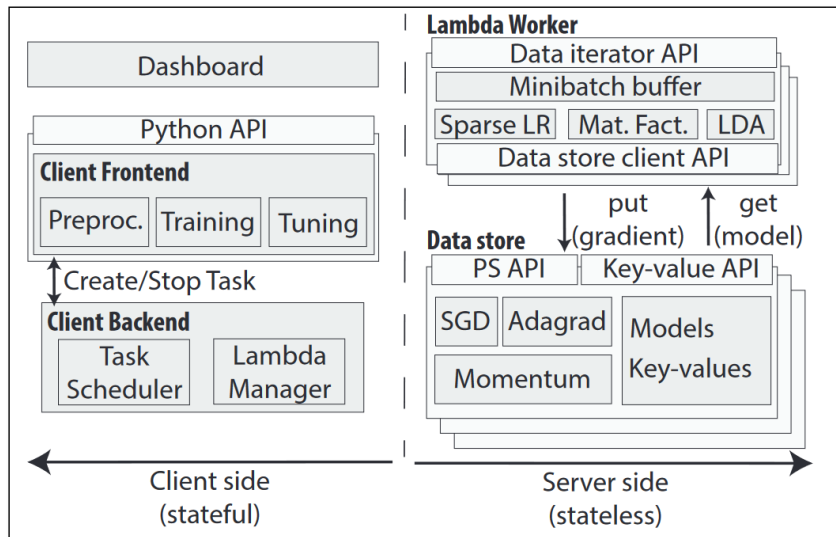 Dashboard
Python API
Client Frontend
Preproc.
Training
Tuning
Create/Stop Task
Client Backend
Task
Scheduler
Lambda
Manager
Client side
(stateful)
Lambda Worker
Data iterator API
Minibatch buffer
Sparse LR
Mat. Fact.
LDA
Data store client API
put
(gradient)
get
(model)
Data store
PS API
Key-value API
SGD
Adagrad
Momentum
Models
Key-values
Server side
(stateless)